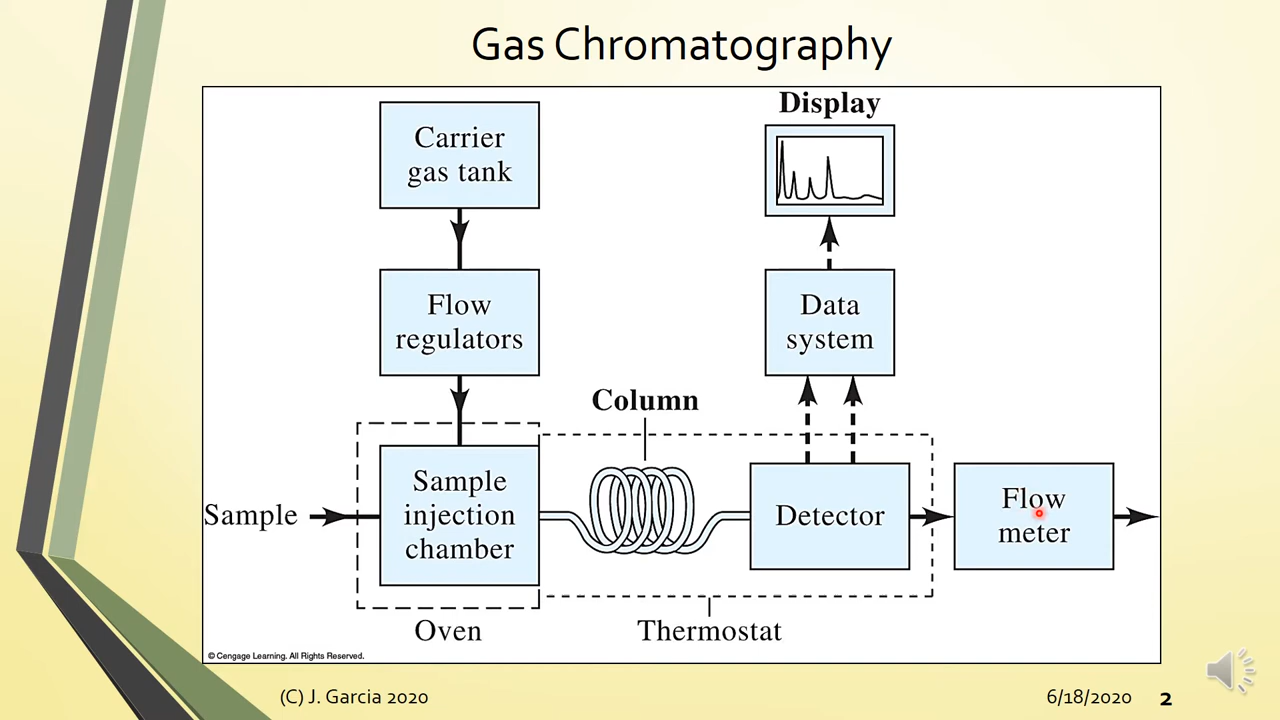 Gas Chromatography
Carrier
gas tank
Flow
regulators
Sample
Sample
injection
chamber
Oven
Column
Thermostat
Detector
Data
system
Display
Flow
meter
© Cengage Learning. All Rights Reserved.
(C) J. Garcia 2020
6/18/2020
2